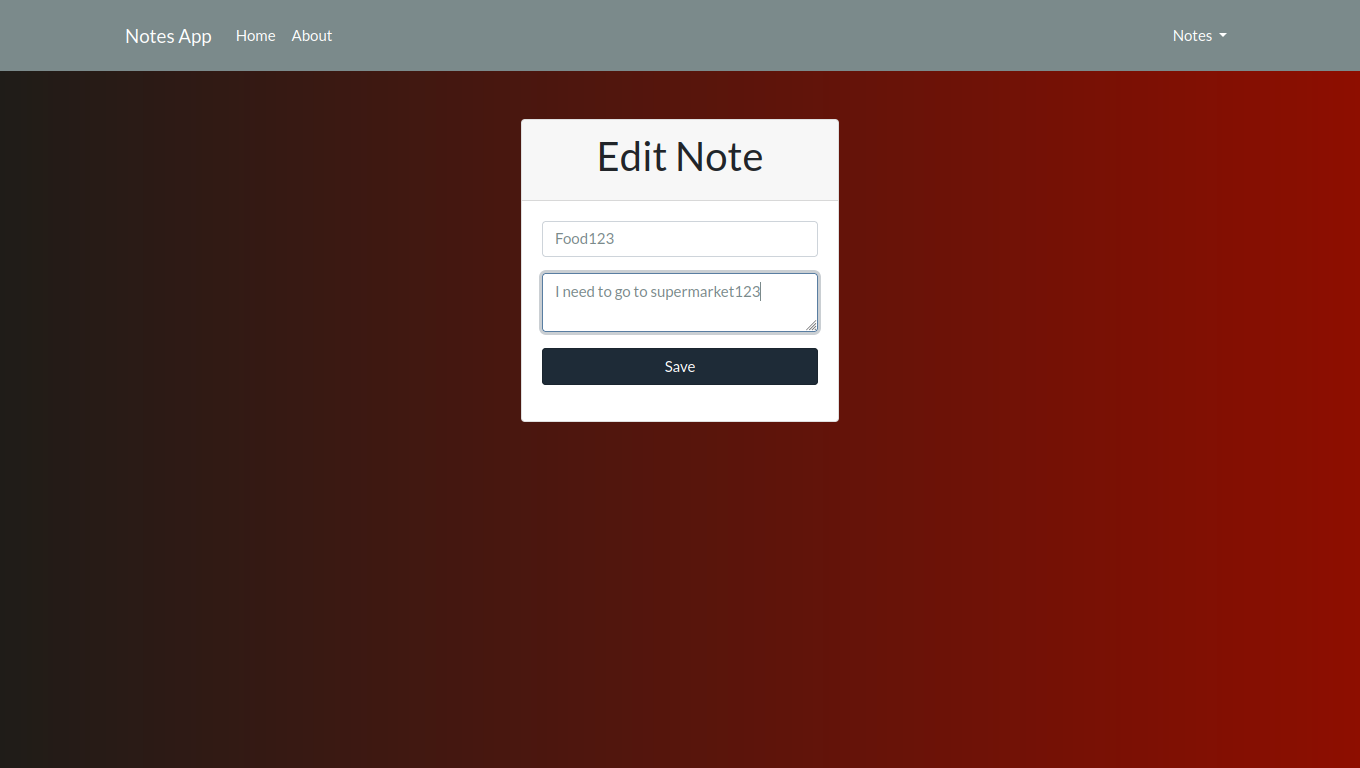 Notes App Home About Notes
Edit Note
Food123
I need to go to supermarket123
Save